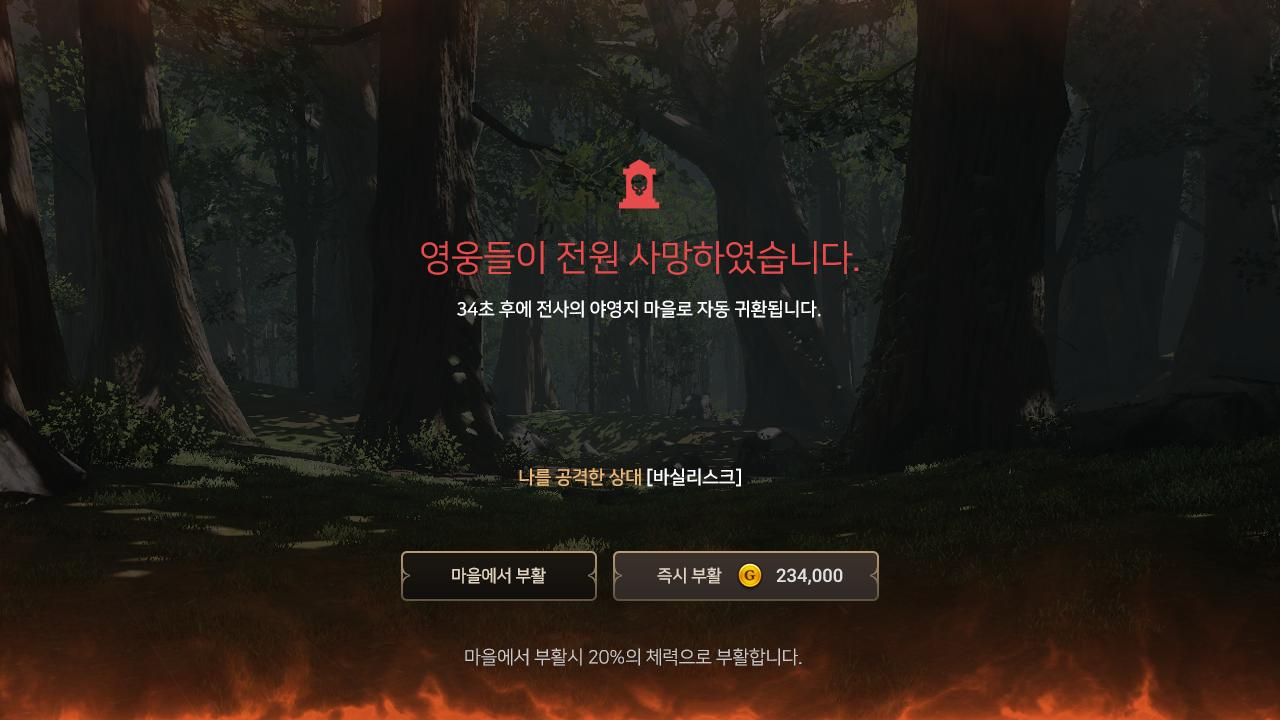 영웅들이 전원 사망하였습니다.
34초 후에 전사의 야영지 마을로 자동 귀환됩니다.
나를 공격한 상대 [바실리스크]
마을에서 부활
즉시 부활 G 234,000
마을에서 부활시 20%의 체력으로 부활합니다.